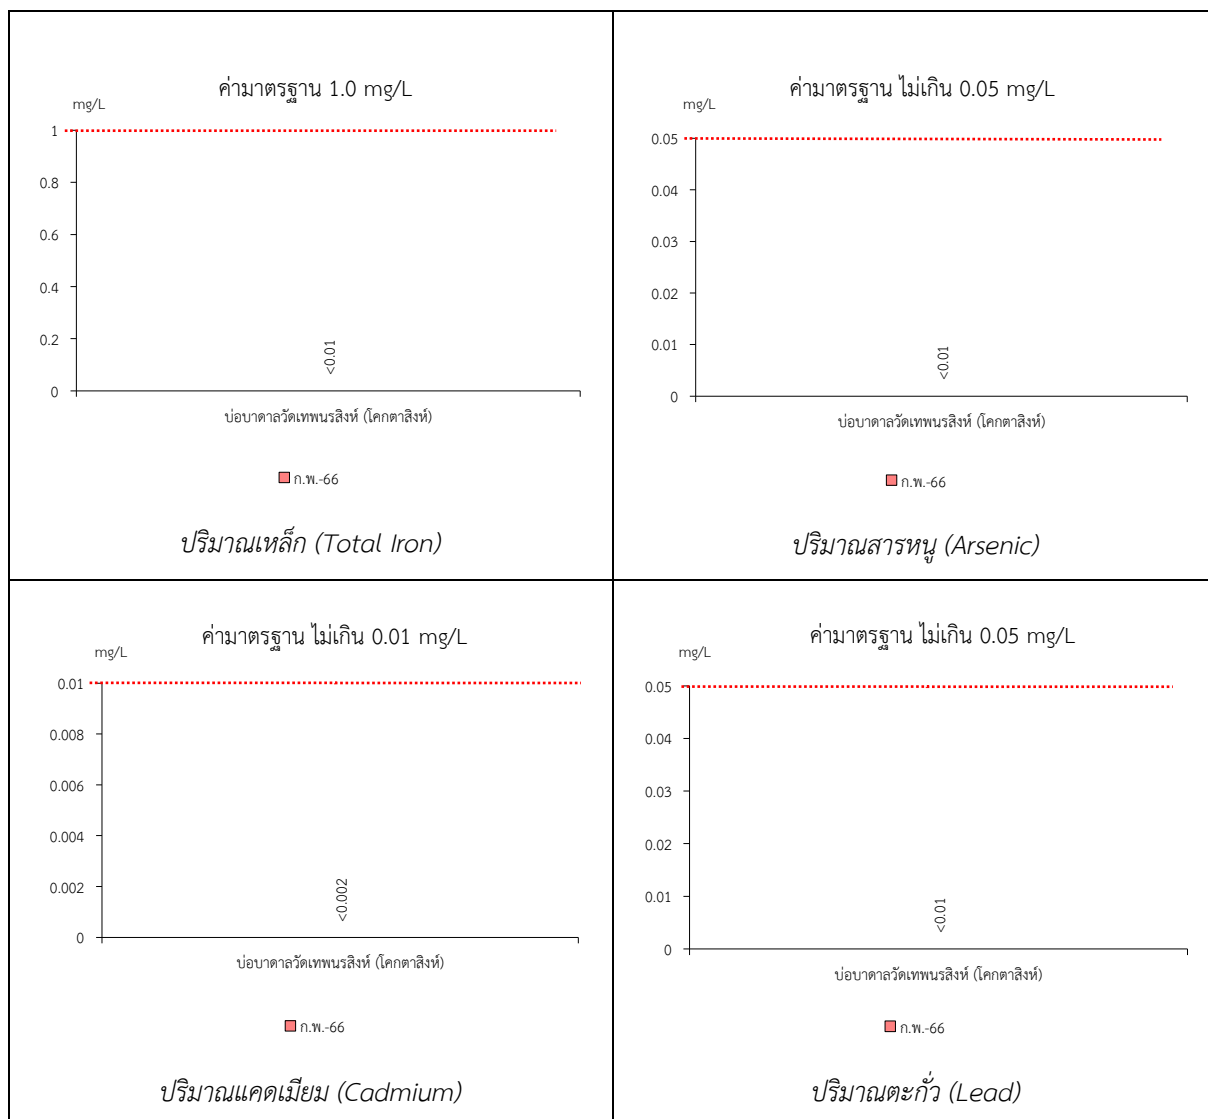 ค่ามาตรฐาน 1.0 mg/L
mg/L
1
0.8
0.6
0.4
0.2
0
<0.01
บ่อบาดาลวัดเทพนรสิงห์ (โคกตาสิงห์)
ก.พ.-66
ปริมาณเหล็ก (Total Iron)
ค่ามาตรฐาน ไม่เกิน 0.05 mg/L
mg/L
0.05
0.04
0.03
0.02
0.01
0
<0.01
บ่อบาดาลวัดเทพนรสิงห์ (โคกตาสิงห์)
ก.พ.-66
ปริมาณสารหนู (Arsenic)
ค่ามาตรฐาน ไม่เกิน 0.01 mg/L
mg/L
0.01
0.008
0.006
0.004
0.002
0
<0.002
บ่อบาดาลวัดเทพนรสิงห์ (โคกตาสิงห์)
ก.พ.-66
ปริมาณแคดเมียม (Cadmium)
ค่ามาตรฐาน ไม่เกิน 0.05 mg/L
mg/L
0.05
0.04
0.03
0.02
0.01
0
<0.01
บ่อบาดาลวัดเทพนรสิงห์ (โคกตาสิงห์)
ก.พ.-66
ปริมาณตะกั่ว (Lead)